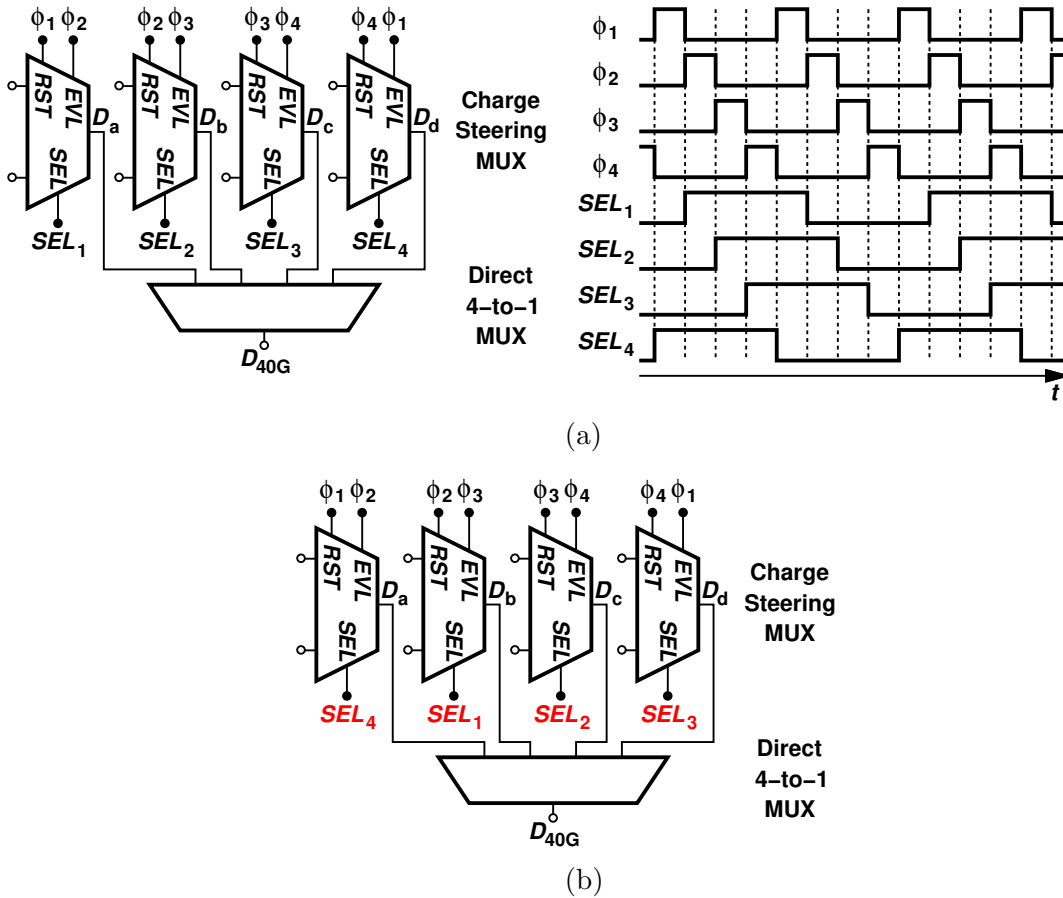 ϕ1 ϕ2 ϕ2 ϕ3 ϕ3 ϕ4 ϕ4 ϕ1
RST EVL SEL Da
RST EVL SEL Db
RST EVL SEL Dc
RST EVL SEL Dd
SEL1 SEL2 SEL3 SEL4
Charge
Steering
MUX
Direct
4−to−1
MUX
D40G
ϕ1
ϕ2
ϕ3
ϕ4
SEL1
SEL2
SEL3
SEL4
t
(a)
ϕ1 ϕ2 ϕ2 ϕ3 ϕ3 ϕ4 ϕ4 ϕ1
RST EVL SEL Da
RST EVL SEL Db
RST EVL SEL Dc
RST EVL SEL Dd
SEL4 SEL1 SEL2 SEL3
Charge
Steering
MUX
Direct
4−to−1
MUX
D40G
(b)